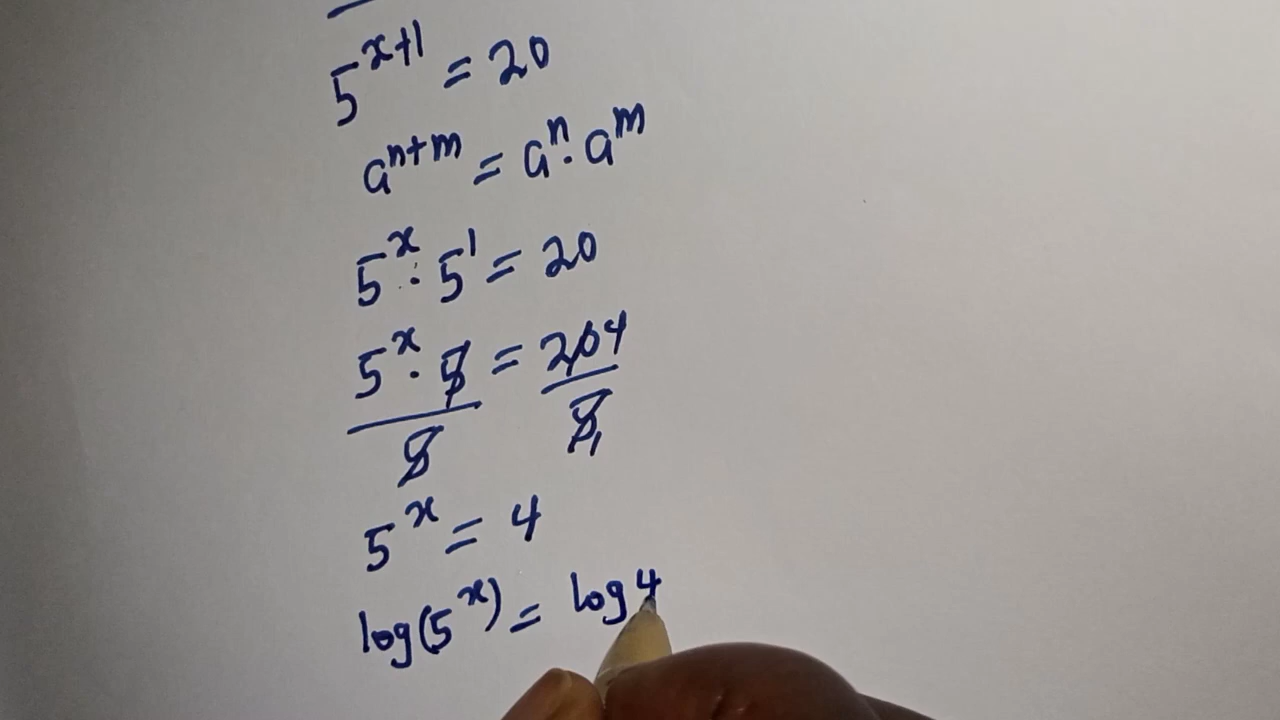 5^{x+1} = 20
a^{n+m} = a^n · a^m
5^x · 5^1 = 20
5^x · 5 / 5 = 20 4 / 5 1
5^x = 4
log(5^x) = log 4